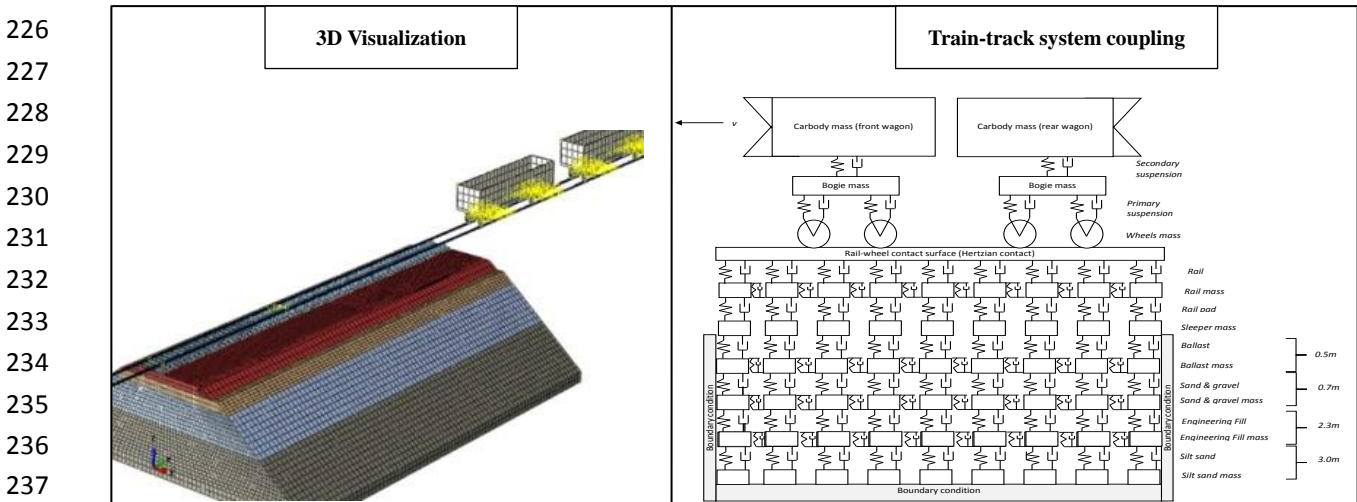 226
227
228
229
230
231
232
233
234
235
236
237
3D Visualization
Train-track system coupling
v
Carbody mass (front wagon)
Carbody mass (rear wagon)
Secondary
suspension
Bogie mass
Bogie mass
Primary
suspension
Wheels mass
Rail-wheel contact surface (Hertzian contact)
Rail
Rail mass
Rail pad
Sleeper mass
Ballast
Ballast mass
0.5m
Sand & gravel
Sand & gravel mass
0.7m
Engineering Fill
Engineering Fill mass
2.3m
Silt sand
Silt sand mass
3.0m
Boundary condition
Boundary condition
Boundary condition